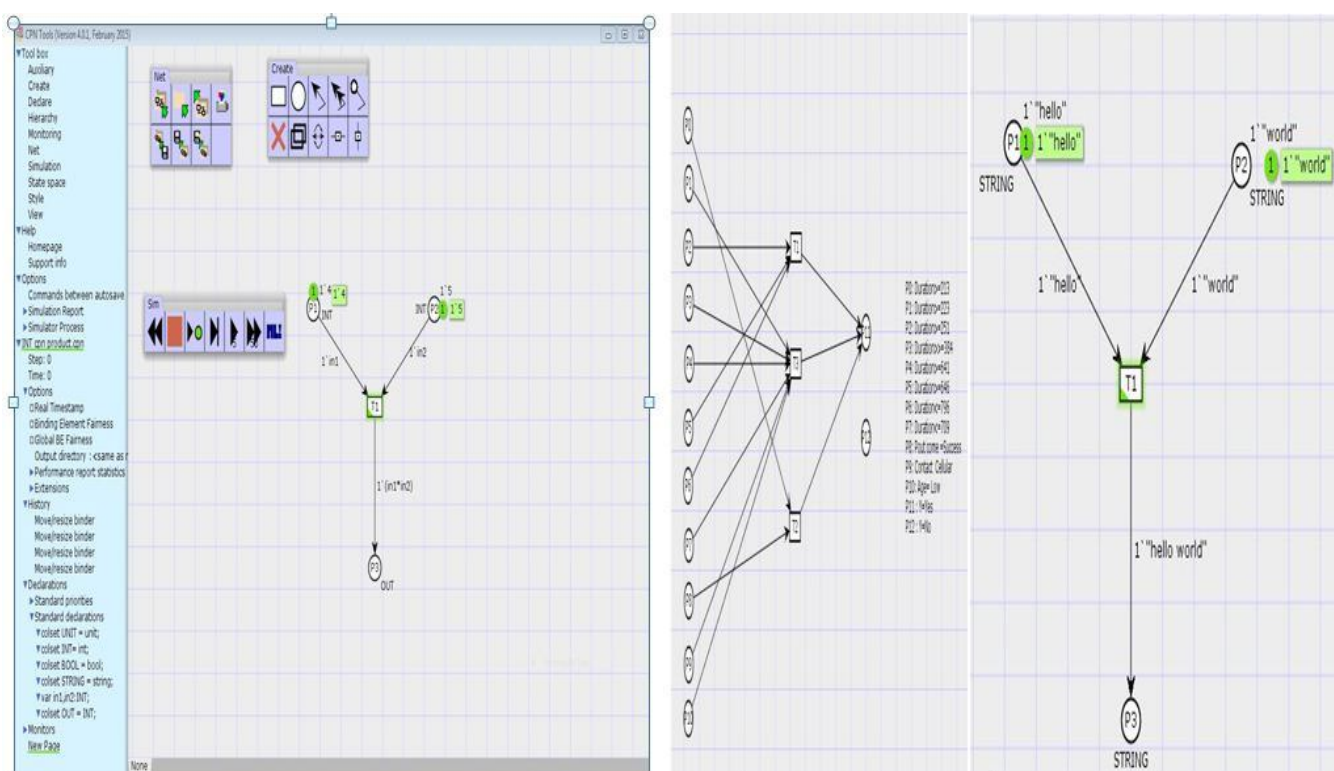 CPN Tools (Version 4.0.1, February 2015)
Tool box
Auxiliary
Create
Declare
Hierarchy
Monitoring
Net
Simulation
State space
Style
View
Help
Homepage
Support info
Options
Commands between autosave
Simulation Report
Simulator Process
INT cpn product.cpn
Step: 0
Time: 0
Options
Real Timestamp
Binding Element Fairness
Global BE Fairness
Output directory : <same as
Performance report statistics
Extensions
History
Move/resize binder
Move/resize binder
Move/resize binder
Move/resize binder
Declarations
Standard priorities
Standard declarations
colset UNIT = unit;
colset INT= int;
colset BOOL = bool;
colset STRING = string;
var in1,in2:INT;
colset OUT = INT;
Monitors
New Page
None
Net
Create
Sim
ML!
1 1`4 1`4
P1
INT
1`5
INT P2 1 1`5
1`in1
1`in2
T1
1`(in1*in2)
P3
OUT
P1
P2
P3
P4
P5
P6
P7
P8
P9
P10
T1
T3
T2
P12
P0: Duration>=213
P1: Duration>=223
P2: Duration>=251
P3: Duration>=384
P4: Duration>=641
P5: Duration>=646
P6: Duration<=796
P7: Duration<=789
P8: Poutcome =Success
P9: Contact Cellular
P10: Age= Low
P11 : Y=Yes
P12 : Y=No
1`"hello"
P1 1 1`"hello"
STRING
1`"world"
P2 1 1`"world"
STRING
1`"hello"
1`"world"
T1
1`"hello world"
P3
STRING